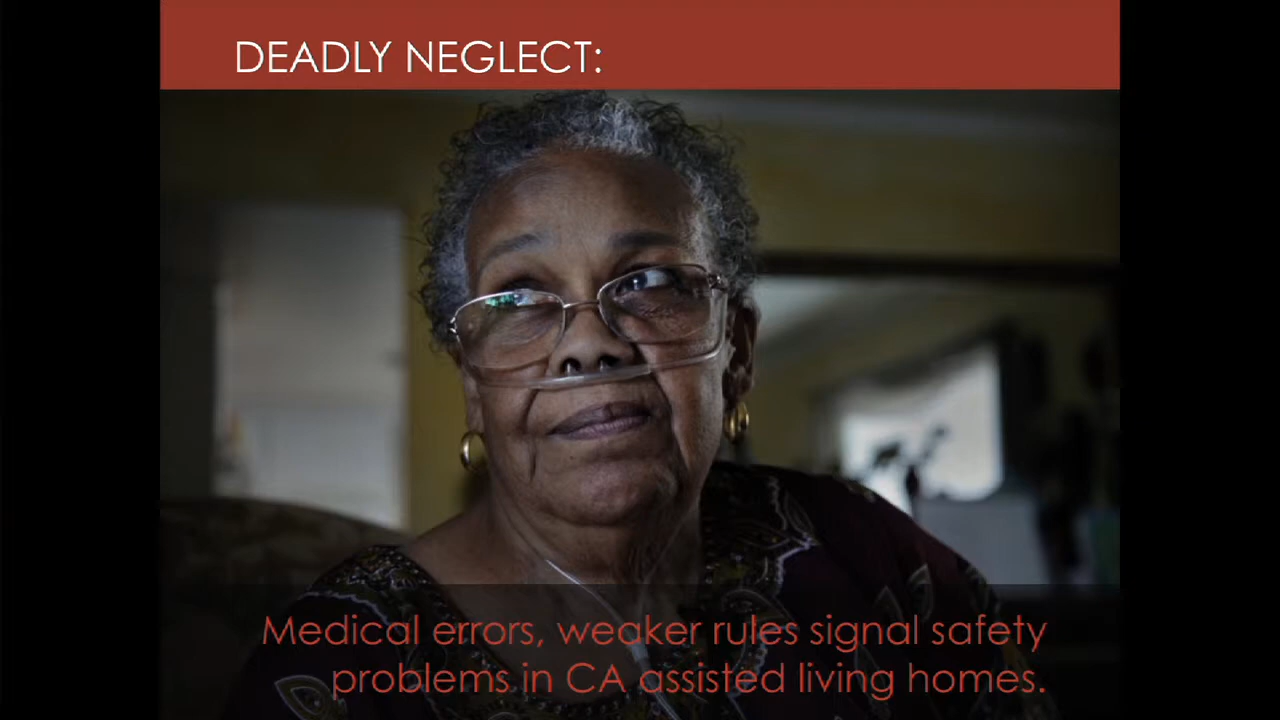 DEADLY NEGLECT:
Medical errors, weaker rules signal safety
problems in CA assisted living homes.